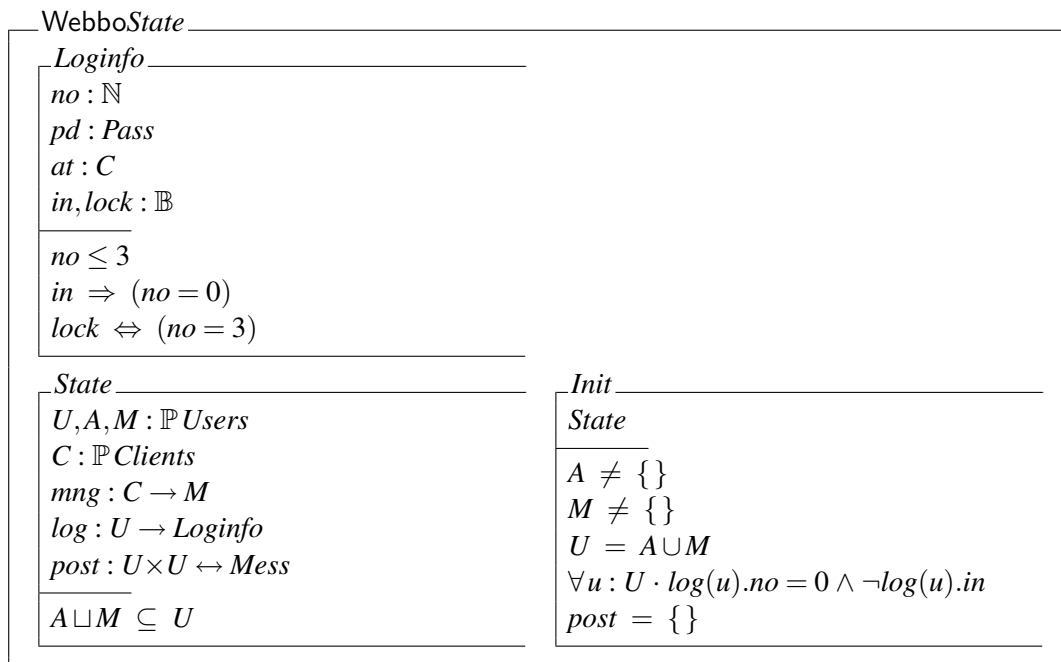 WebboState
Loginfo
no : ℕ
pd : Pass
at : C
in, lock : 𝔹
no ≤ 3
in ⇒ (no = 0)
lock ⇔ (no = 3)
State
U, A, M : ℙ Users
C : ℙ Clients
mng : C → M
log : U → Loginfo
post : U×U ↔ Mess
A ⊔ M ⊆ U
Init
State
A ≠ { }
M ≠ { }
U = A ∪ M
∀ u : U · log(u).no = 0 ∧ ¬log(u).in
post = { }